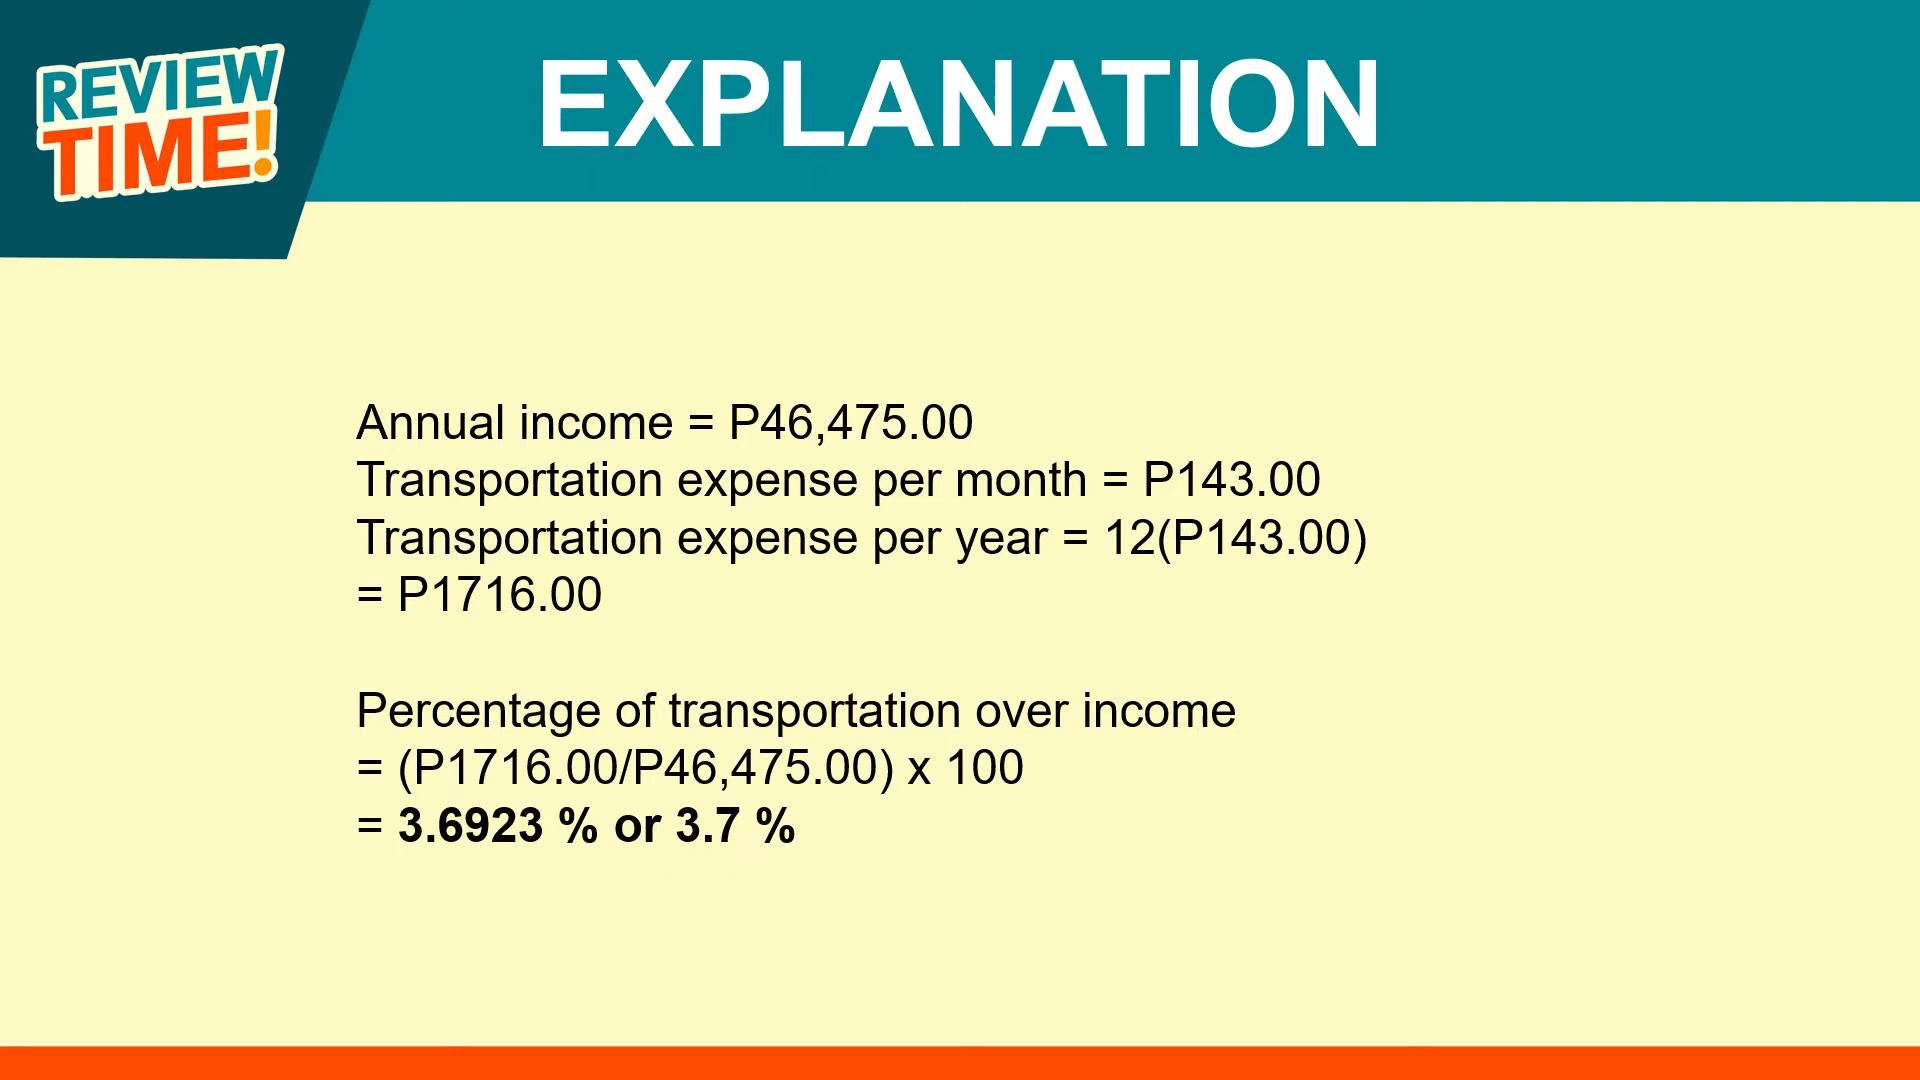 REVIEW
TIME!
EXPLANATION
Annual income = P46,475.00
Transportation expense per month = P143.00
Transportation expense per year = 12(P143.00)
= P1716.00
Percentage of transportation over income
= (P1716.00/P46,475.00) x 100
= 3.6923 % or 3.7 %